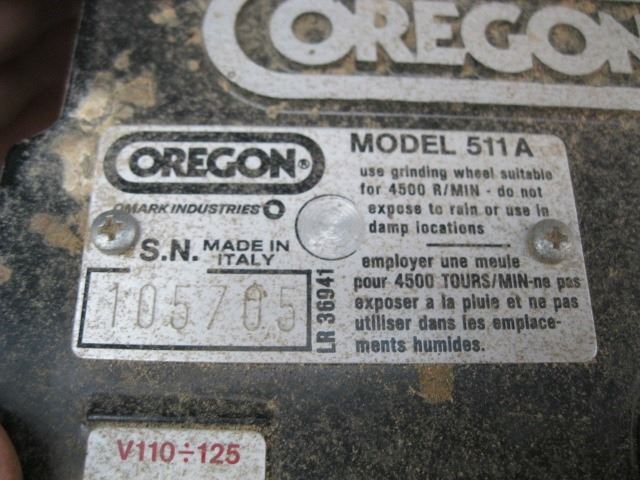 OREGON
OREGON®
OMARK INDUSTRIES
S.N. MADE IN ITALY
105705
LR 36941
MODEL 511A
use grinding wheel suitable
for 4500 R/MIN - do not
expose to rain or use in
damp locations
employer une meule
pour 4500 TOURS/MIN-ne pas
exposer a la pluie et ne pas
utiliser dans les emplace-
ments humides.
V110÷125